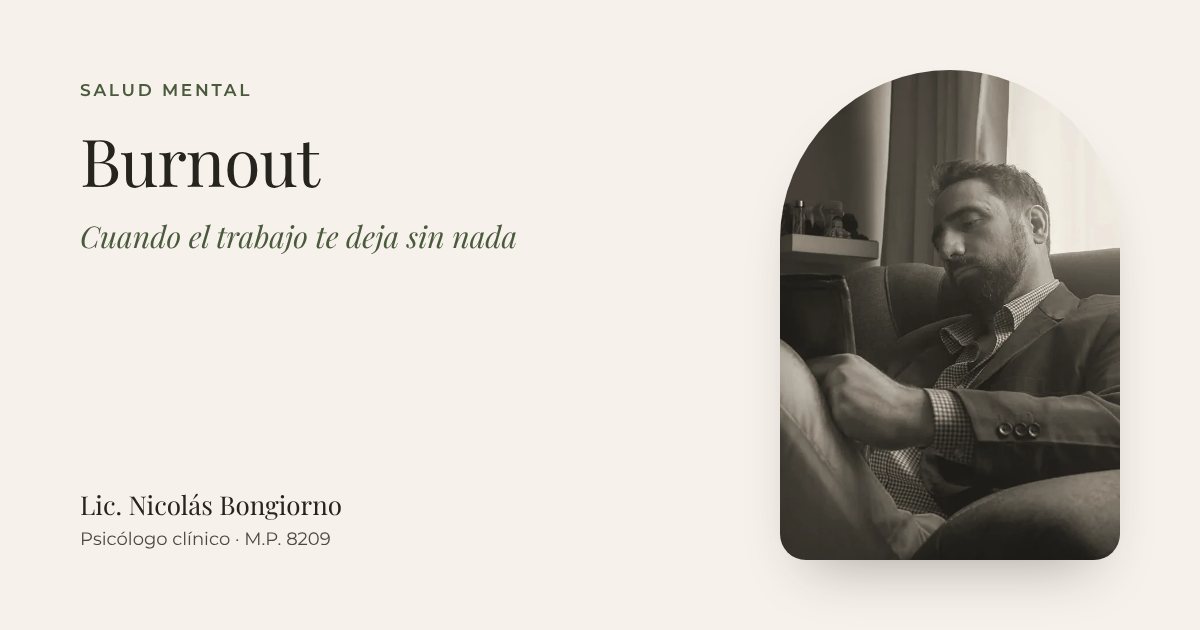 SALUD MENTAL
Burnout
Cuando el trabajo te deja sin nada
Lic. Nicolás Bongiorno
Psicólogo clínico · M.P. 8209